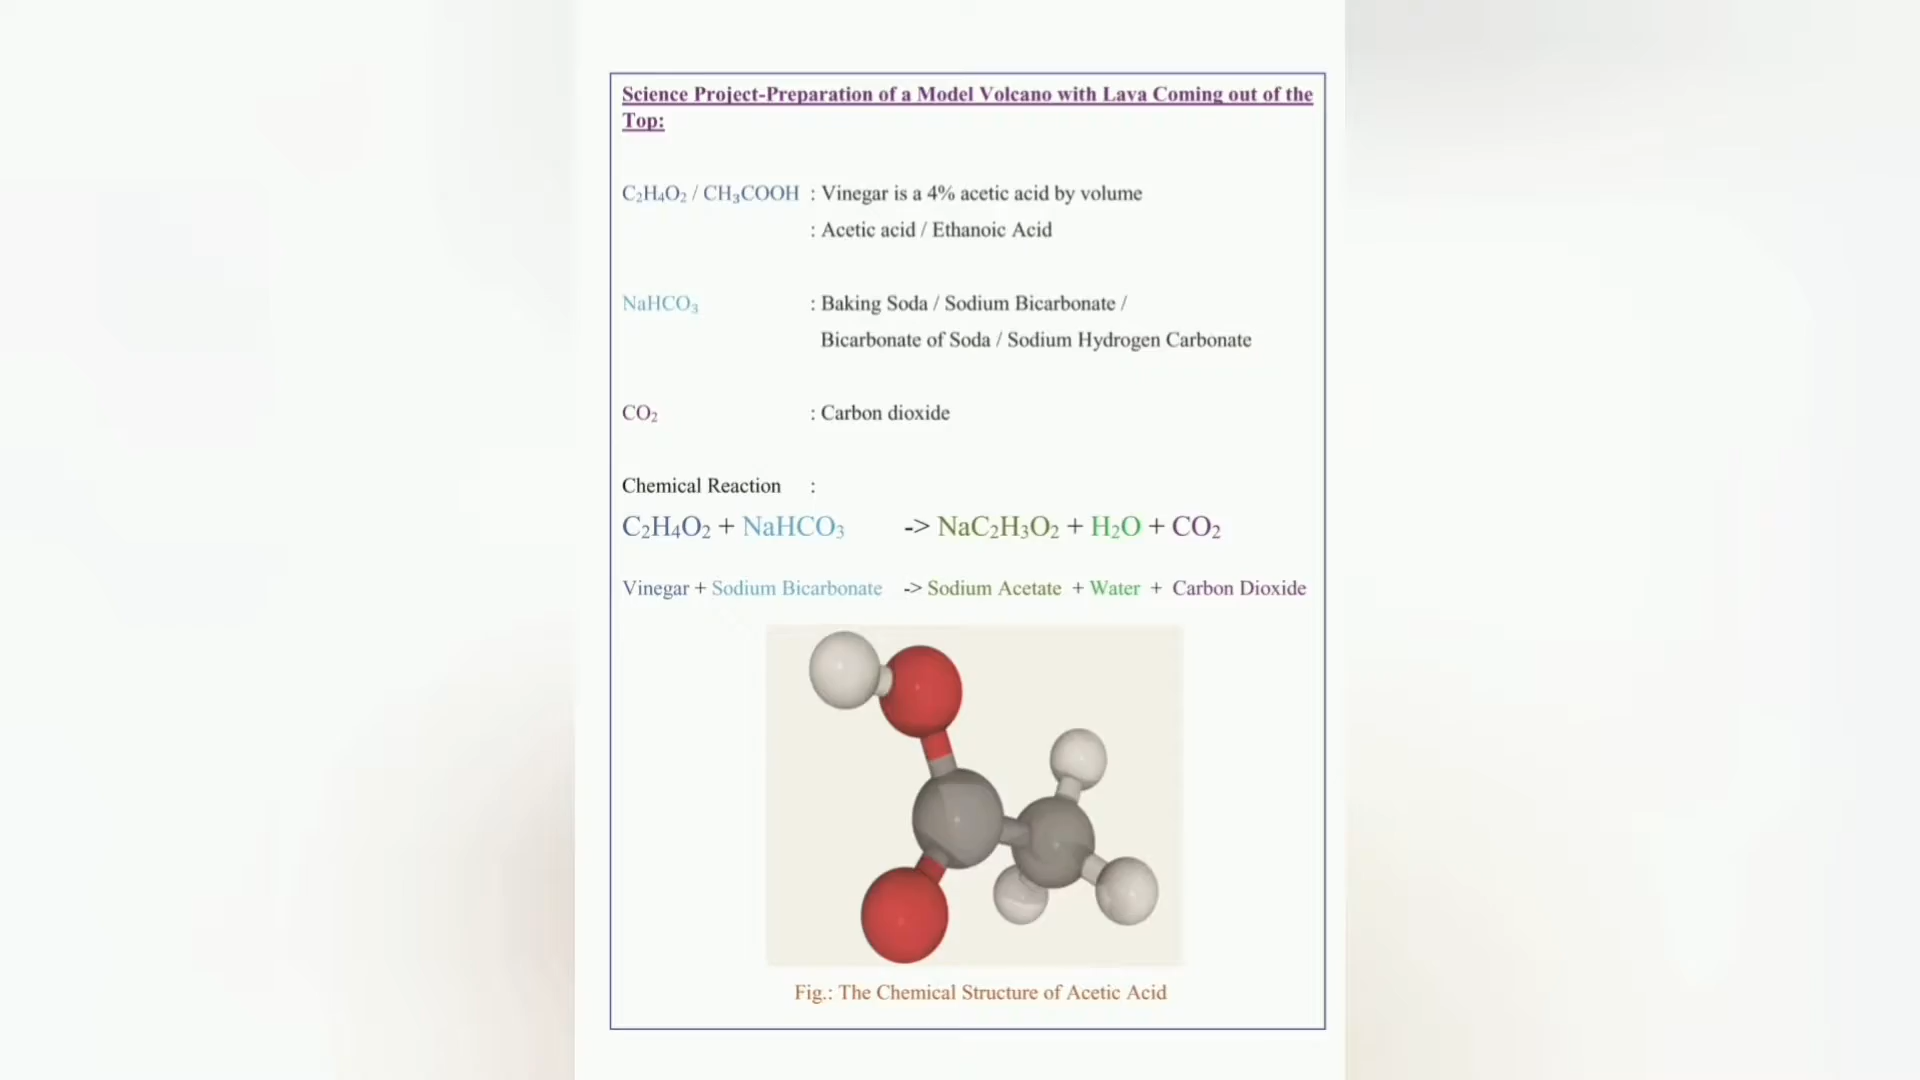 Science Project-Preparation of a Model Volcano with Lava Coming out of the
Top:
C₂H₄O₂ / CH₃COOH : Vinegar is a 4% acetic acid by volume
: Acetic acid / Ethanoic Acid
NaHCO₃ : Baking Soda / Sodium Bicarbonate /
Bicarbonate of Soda / Sodium Hydrogen Carbonate
CO₂ : Carbon dioxide
Chemical Reaction :
C₂H₄O₂ + NaHCO₃ -> NaC₂H₃O₂ + H₂O + CO₂
Vinegar + Sodium Bicarbonate -> Sodium Acetate + Water + Carbon Dioxide
Fig.: The Chemical Structure of Acetic Acid